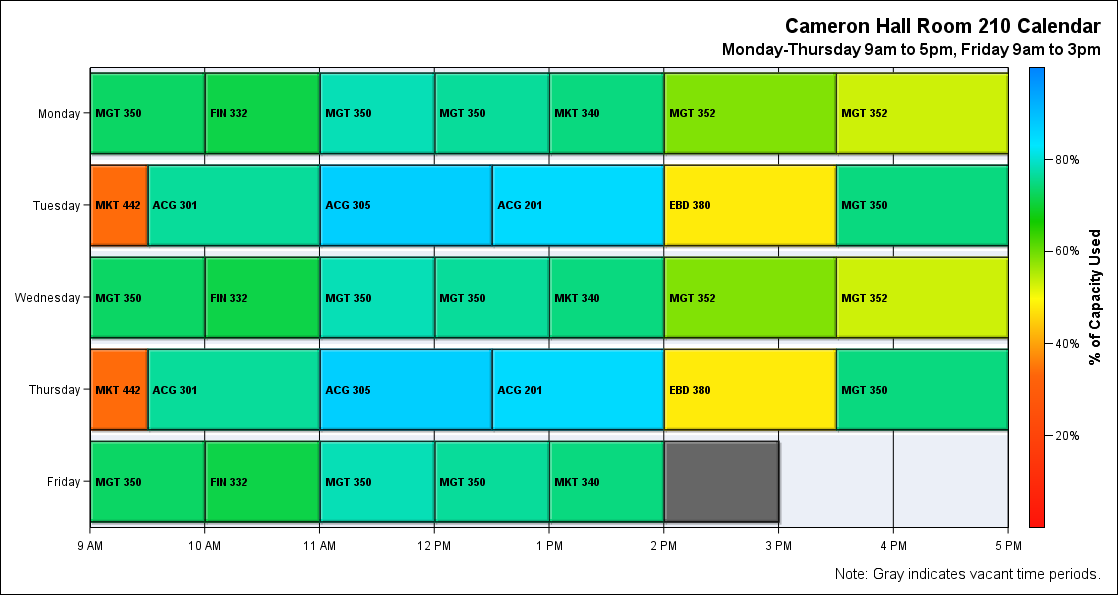 Cameron Hall Room 210 Calendar
Monday-Thursday 9am to 5pm, Friday 9am to 3pm
Monday
MGT 350
FIN 332
MGT 350
MGT 350
MKT 340
MGT 352
MGT 352
Tuesday
MKT 442
ACG 301
ACG 305
ACG 201
EBD 380
MGT 350
Wednesday
MGT 350
FIN 332
MGT 350
MGT 350
MKT 340
MGT 352
MGT 352
Thursday
MKT 442
ACG 301
ACG 305
ACG 201
EBD 380
MGT 350
Friday
MGT 350
FIN 332
MGT 350
MGT 350
MKT 340
9 AM
10 AM
11 AM
12 PM
1 PM
2 PM
3 PM
4 PM
5 PM
80%
60%
40%
20%
% of Capacity Used
Note: Gray indicates vacant time periods.